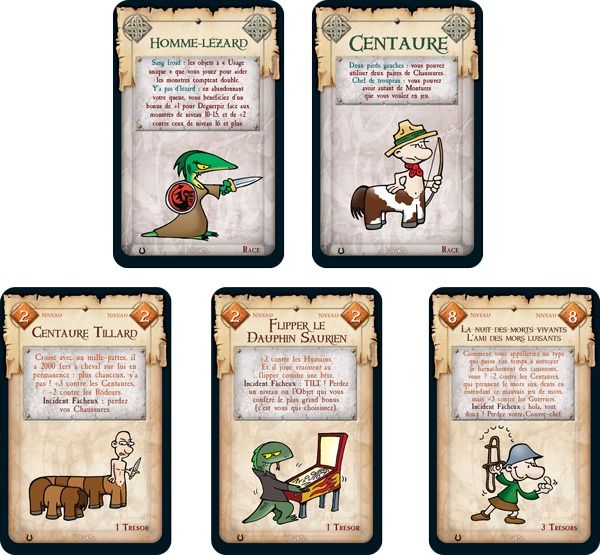 HOMME-LÉZARD
Sang froid : les objets à « Usage
unique » que vous jouez pour aider
les monstres comptent double.
Y'a pas d'lézard : en abandonnant
votre queue, vous bénéficiez d'un
bonus de +1 pour Déguerpir face aux
monstres de niveau 10-15, et de +2
contre ceux de niveau 16 et plus.
RACE
CENTAURE
Deux pieds gauches : vous pouvez
utiliser deux paires de Chaussures.
Chef de troupeau : vous pouvez
avoir autant de Montures
que vous voulez en jeu.
RACE
2 NIVEAU NIVEAU 2
CENTAURE TILLARD
Croisé avec un mille-pattes, il
a 2000 fers à cheval sur lui en
permanence : plus chanceux, y'a
pas ! +3 contre les Centaures,
+2 contre les Rôdeurs.
Incident Fâcheux : perdez
vos Chaussures.
1 TRÉSOR
2 NIVEAU NIVEAU 2
FLIPPER LE
DAUPHIN SAURIEN
+3 contre les Humains.
Et il joue vraiment au
flipper comme une bête.
Incident Fâcheux : TILT ! Perdez
un niveau ou l'Objet qui vous
confère le plus grand bonus
(c'est vous qui choisissez).
1 TRÉSOR
8 NIVEAU NIVEAU 8
LA NUIT DES MORTS VIVANTS
L'AMI DES MORS LUISANTS
Comment vous appelleriez un type
qui passe son temps à nettoyer
le harnachement des canassons,
vous ? +2 contre les Centaures,
qui prennent le mors aux dents en
entendant ce mauvais jeu de mots,
mais +3 contre les Guerriers.
Incident Fâcheux : holà, tout
doux ! Perdez votre Couvre-chef.
3 TRÉSORS